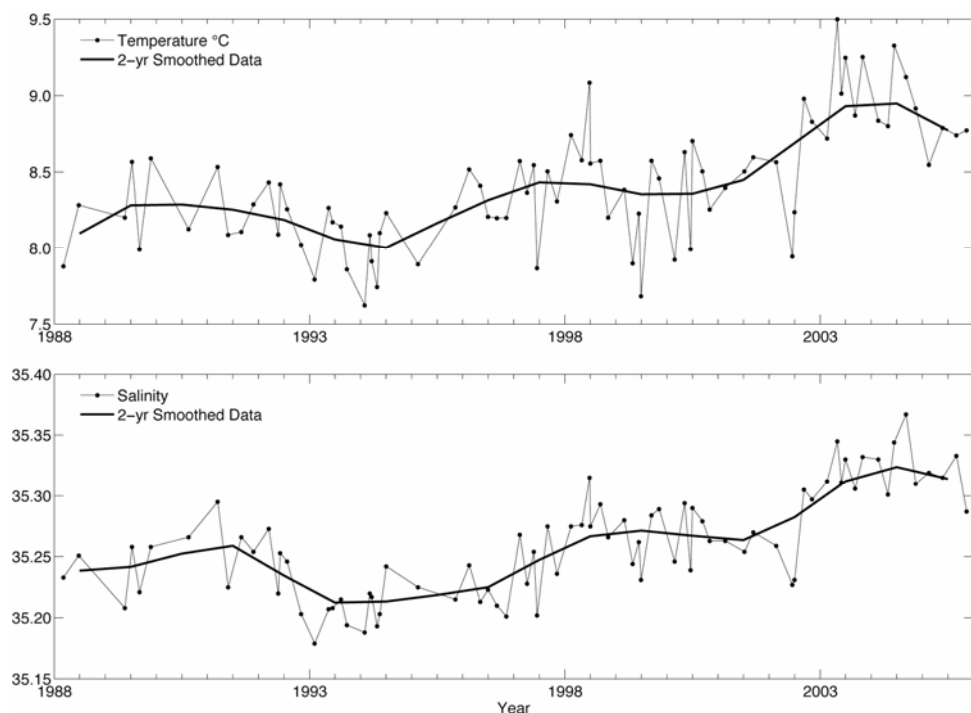 9.5
Temperature °C
2−yr Smoothed Data
9.0
8.5
8.0
7.5
1988 1993 1998 2003
35.40
Salinity
2−yr Smoothed Data
35.35
35.30
35.25
35.20
35.15
1988 1993 1998 2003
Year